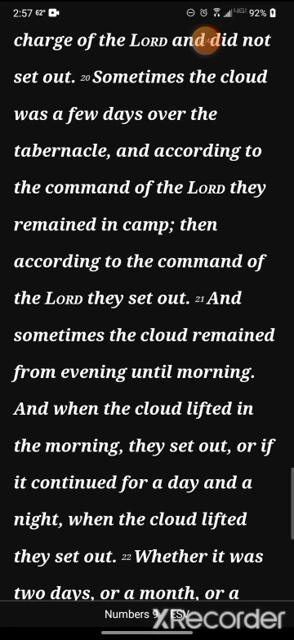 2:57 62° 92%
charge of the LORD and did not
set out. 20 Sometimes the cloud
was a few days over the
tabernacle, and according to
the command of the LORD they
remained in camp; then
according to the command of
the LORD they set out. 21 And
sometimes the cloud remained
from evening until morning.
And when the cloud lifted in
the morning, they set out, or if
it continued for a day and a
night, when the cloud lifted
they set out. 22 Whether it was
two days, or a month, or a
Numbers 9 ESV
XRecorder